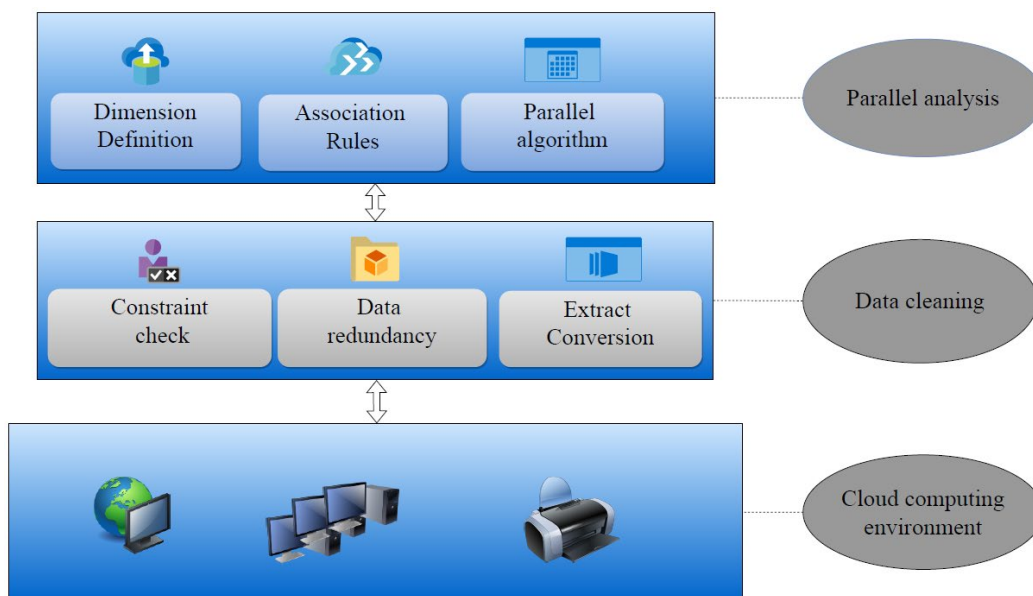 Dimension
Definition
Association
Rules
Parallel
algorithm
Parallel analysis
Constraint
check
Data
redundancy
Extract
Conversion
Data cleaning
Cloud computing
environment